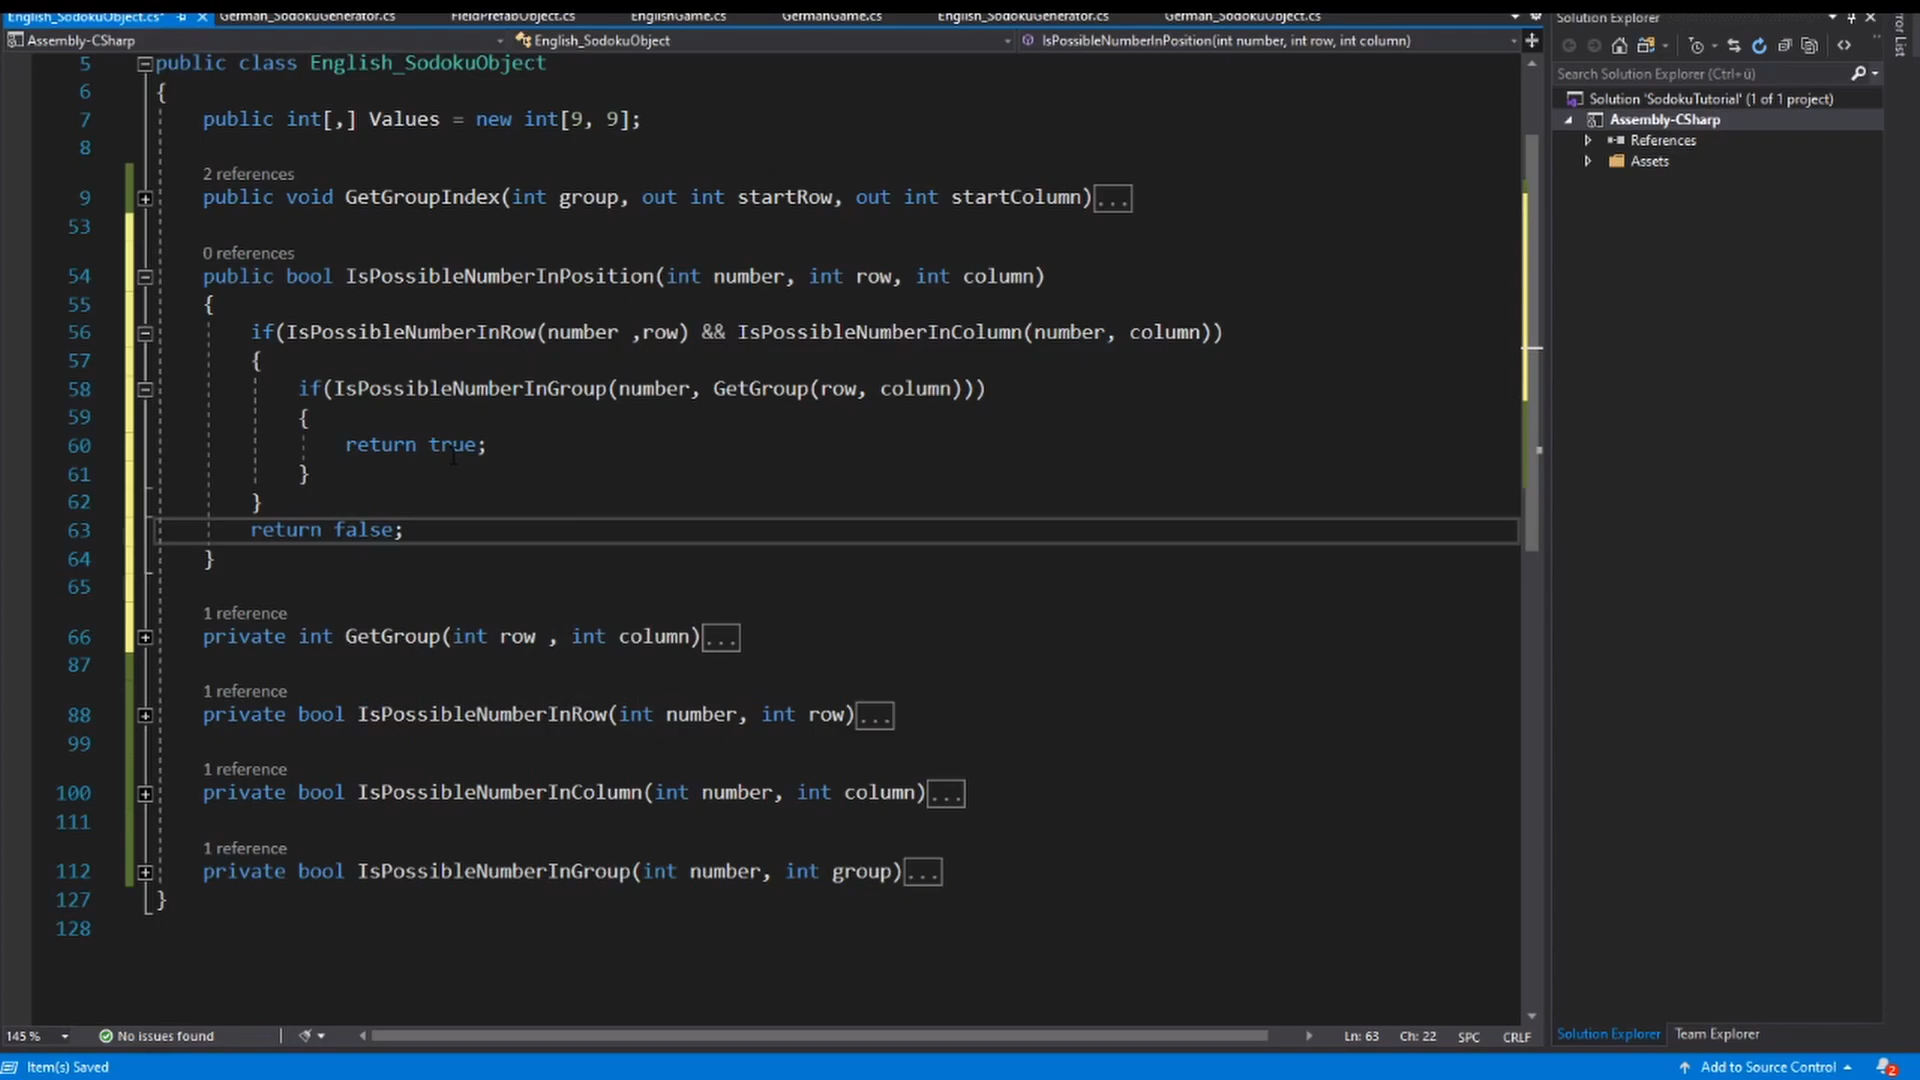 English_SodokuObject.cs*
German_SodokuGenerator.cs
FieldPrefabObject.cs
EnglishGame.cs
GermanGame.cs
English_SodokuGenerator.cs
German_SodokuObject.cs
Solution Explorer
Assembly-CSharp
English_SodokuObject
IsPossibleNumberInPosition(int number, int row, int column)
5 public class English_SodokuObject
6 {
7 public int[,] Values = new int[9, 9];
8
2 references
9 public void GetGroupIndex(int group, out int startRow, out int startColumn)...
53
0 references
54 public bool IsPossibleNumberInPosition(int number, int row, int column)
55 {
56 if(IsPossibleNumberInRow(number ,row) && IsPossibleNumberInColumn(number, column))
57 {
58 if(IsPossibleNumberInGroup(number, GetGroup(row, column)))
59 {
60 return true;
61 }
62 }
63 return false;
64 }
65
1 reference
66 private int GetGroup(int row , int column)...
87
1 reference
88 private bool IsPossibleNumberInRow(int number, int row)...
99
1 reference
100 private bool IsPossibleNumberInColumn(int number, int column)...
111
1 reference
112 private bool IsPossibleNumberInGroup(int number, int group)...
127 }
128
Search Solution Explorer (Ctrl+ü)
Solution 'SodokuTutorial' (1 of 1 project)
Assembly-CSharp
References
Assets
Error List
145 %
No issues found
Ln: 63
Ch: 22
SPC
CRLF
Solution Explorer
Team Explorer
Item(s) Saved
Add to Source Control
2